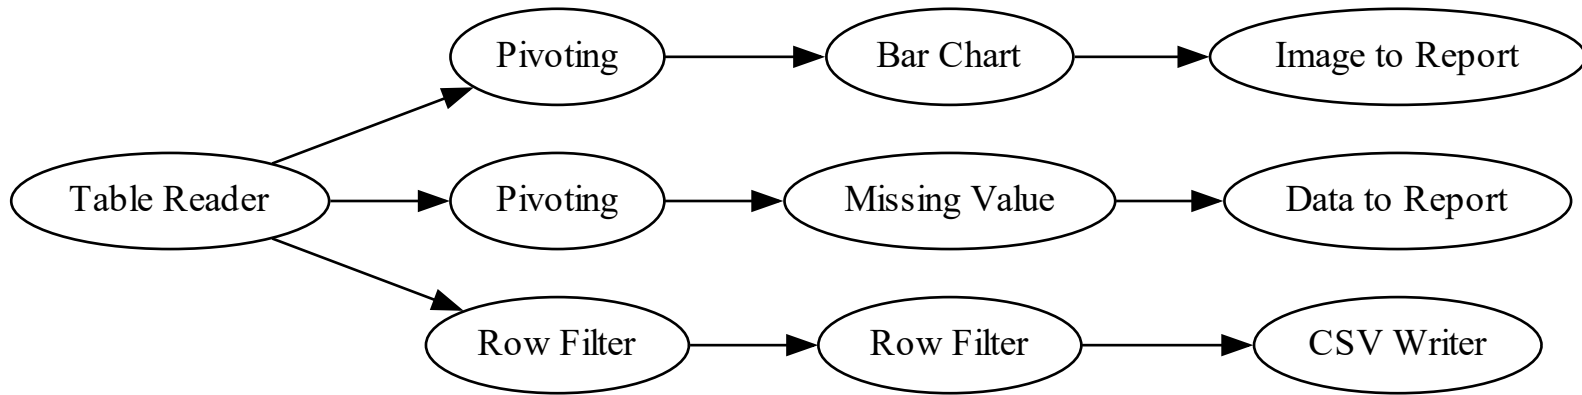 Pivoting
Bar Chart
Image to Report
Table Reader
Pivoting
Missing Value
Data to Report
Row Filter
Row Filter
CSV Writer